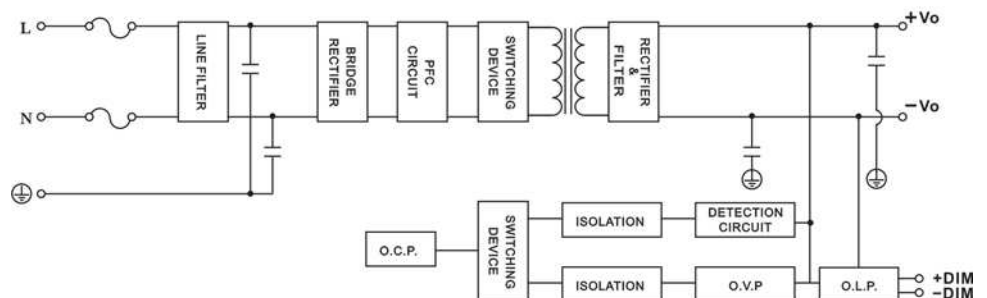 L
+Vo
LINE FILTER
BRIDGE
RECTIFIER
PFC
CIRCUIT
SWITCHING
DEVICE
RECTIFIER
&
FILTER
N
-Vo
O.C.P.
SWITCHING
DEVICE
ISOLATION
DETECTION
CIRCUIT
ISOLATION
O.V.P
O.L.P.
+DIM
-DIM